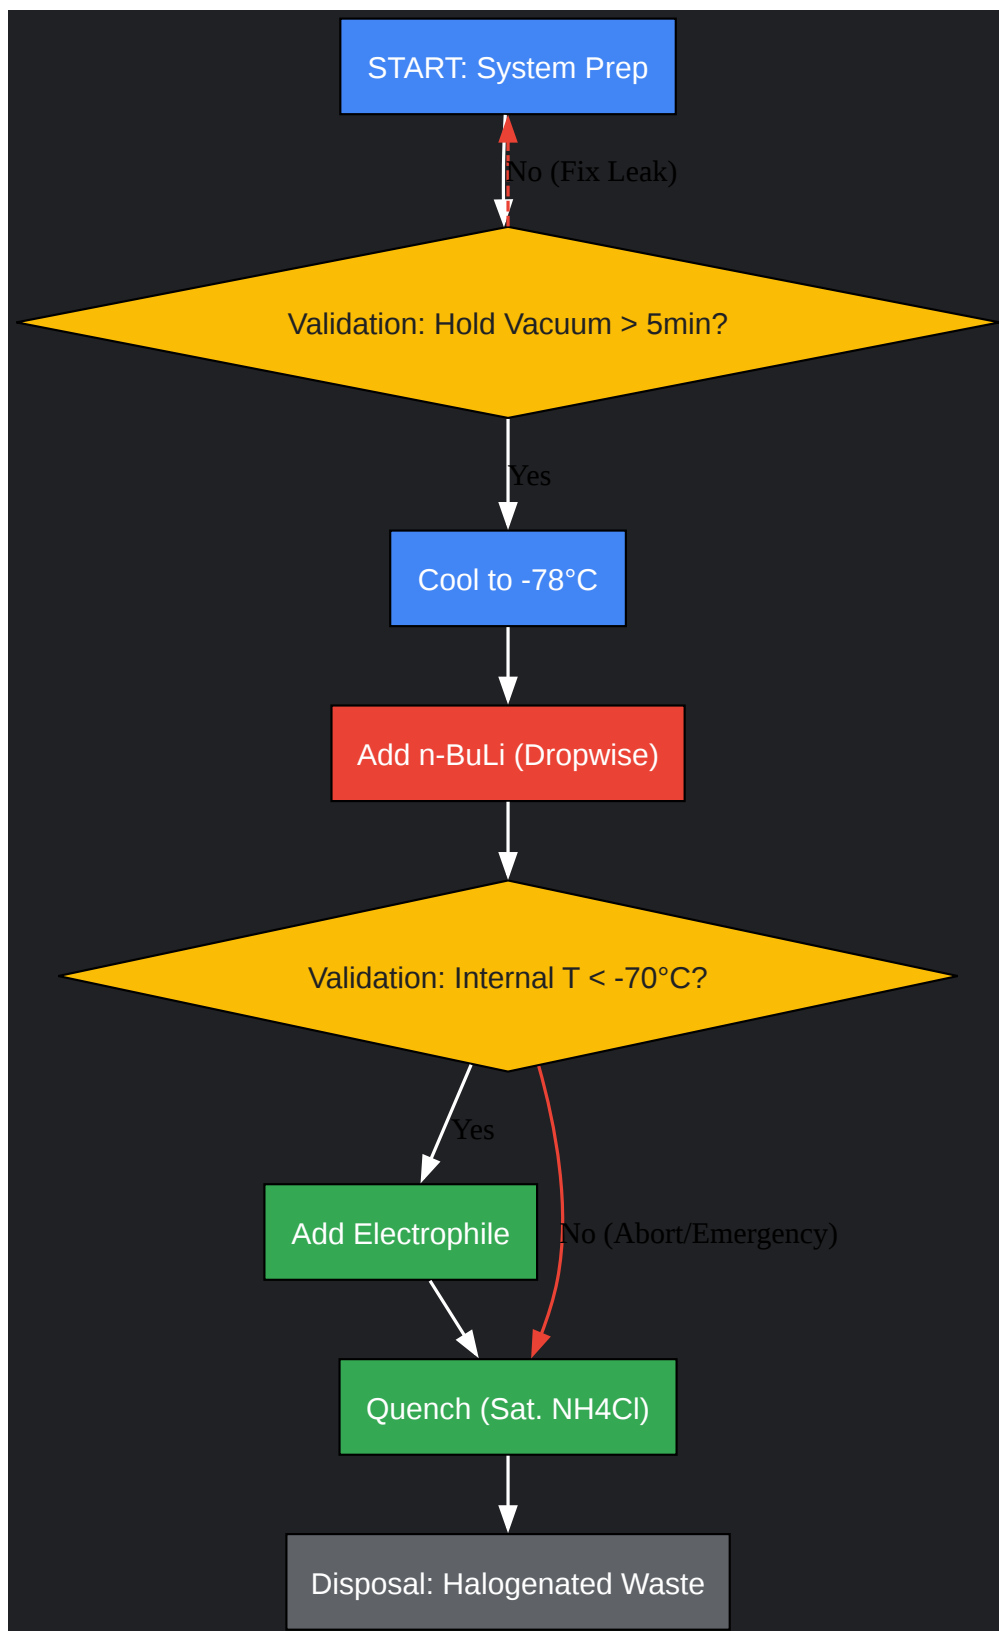 START: System Prep
No (Fix Leak)
Validation: Hold Vacuum > 5min?
Yes
Cool to -78°C
Add n-BuLi (Dropwise)
Validation: Internal T < -70°C?
Yes
Add Electrophile
No (Abort/Emergency)
Quench (Sat. NH4Cl)
Disposal: Halogenated Waste